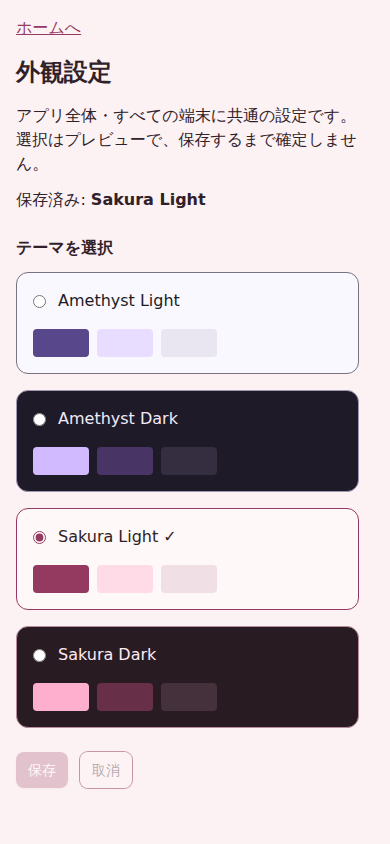 ホームへ
外観設定
アプリ全体・すべての端末に共通の設定です。
選択はプレビューで、保存するまで確定しませ
ん。
保存済み: Sakura Light
テーマを選択
Amethyst Light
Amethyst Dark
Sakura Light ✓
Sakura Dark
保存 取消